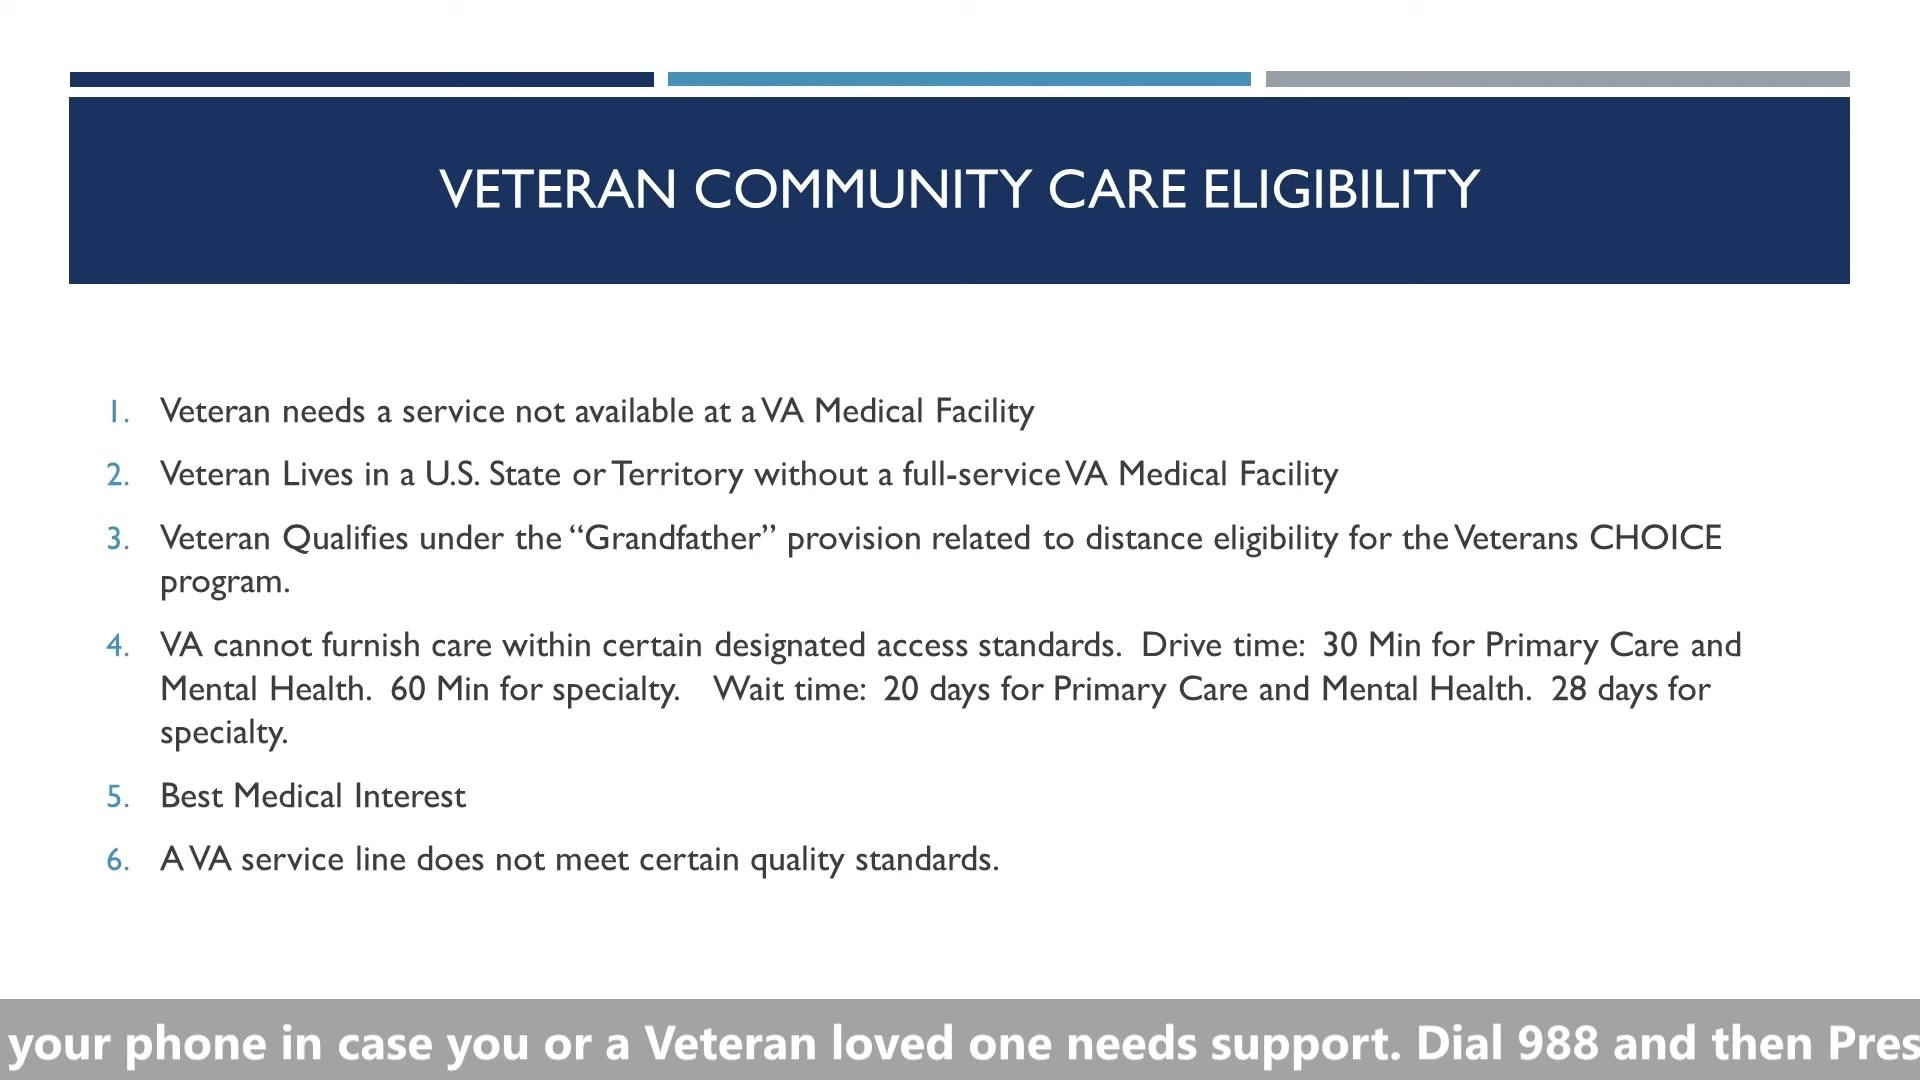 VETERAN COMMUNITY CARE ELIGIBILITY
1. Veteran needs a service not available at a VA Medical Facility
2. Veteran Lives in a U.S. State or Territory without a full-service VA Medical Facility
3. Veteran Qualifies under the “Grandfather” provision related to distance eligibility for the Veterans CHOICE
program.
4. VA cannot furnish care within certain designated access standards. Drive time: 30 Min for Primary Care and
Mental Health. 60 Min for specialty. Wait time: 20 days for Primary Care and Mental Health. 28 days for
specialty.
5. Best Medical Interest
6. A VA service line does not meet certain quality standards.
your phone in case you or a Veteran loved one needs support. Dial 988 and then Pres